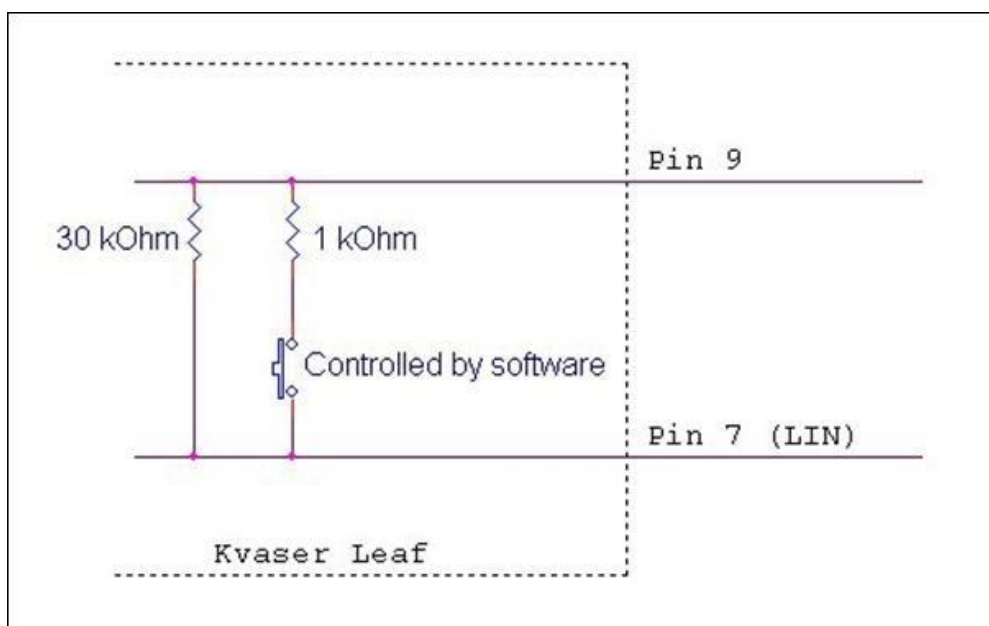 Pin 9
30 kOhm
1 kOhm
Controlled by software
Pin 7 (LIN)
Kvaser Leaf